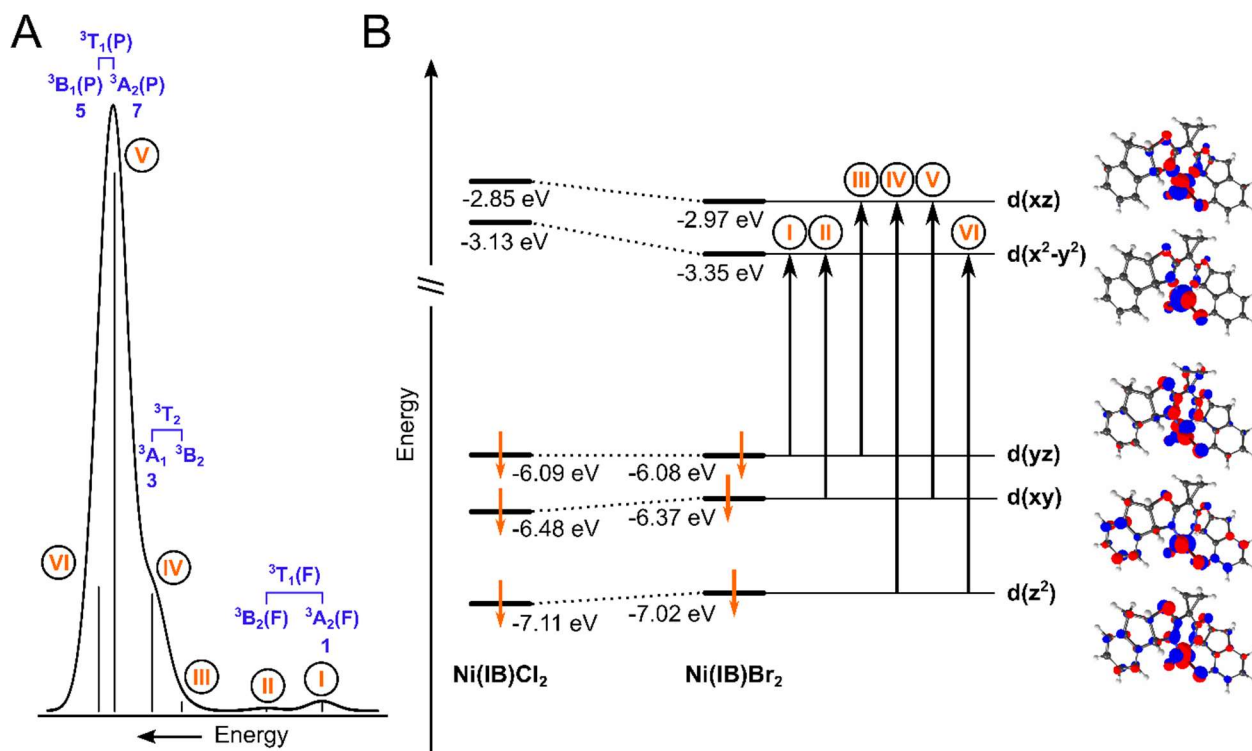 A
³T₁(P)
³B₁(P) ³A₂(P)
5 7
V
³T₂
³A₁ ³B₂
3
VI
IV
³T₁(F)
³B₂(F) ³A₂(F)
1
III
II
I
Energy
B
Energy
//
-2.85 eV
-3.13 eV
-6.09 eV
-6.48 eV
-7.11 eV
Ni(IB)Cl₂
-2.97 eV
-3.35 eV
-6.08 eV
-6.37 eV
-7.02 eV
Ni(IB)Br₂
III IV V
I II VI
d(xz)
d(x²-y²)
d(yz)
d(xy)
d(z²)